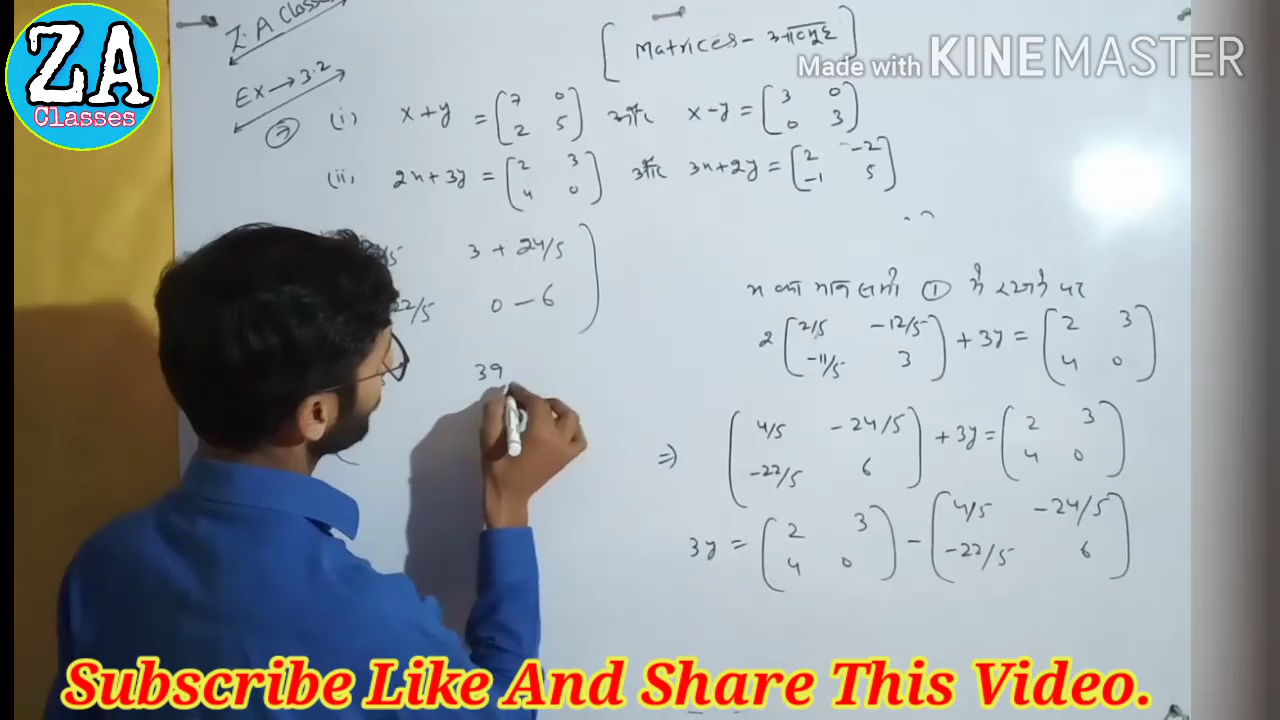 ZA
Classes
Z.A Classes
Ex→3.2
[ Matrices - आव्यूह ]
Made with KINEMASTER
⑦ (i) x+y = [7 0 2 5] और x-y = [3 0 0 3]
(ii) 2x+3y = [2 3 4 0] और 3x+2y = [2 -2 -1 5]
3 + 24/5
22/5 0 - 6
39
x का मान समी ① में रखने पर
2 [2/5 -12/5 -11/5 3] + 3y = [2 3 4 0]
⇒ [4/5 -24/5 -22/5 6] + 3y = [2 3 4 0]
3y = [2 3 4 0] - [4/5 -24/5 -22/5 6]
Subscribe Like And Share This Video.